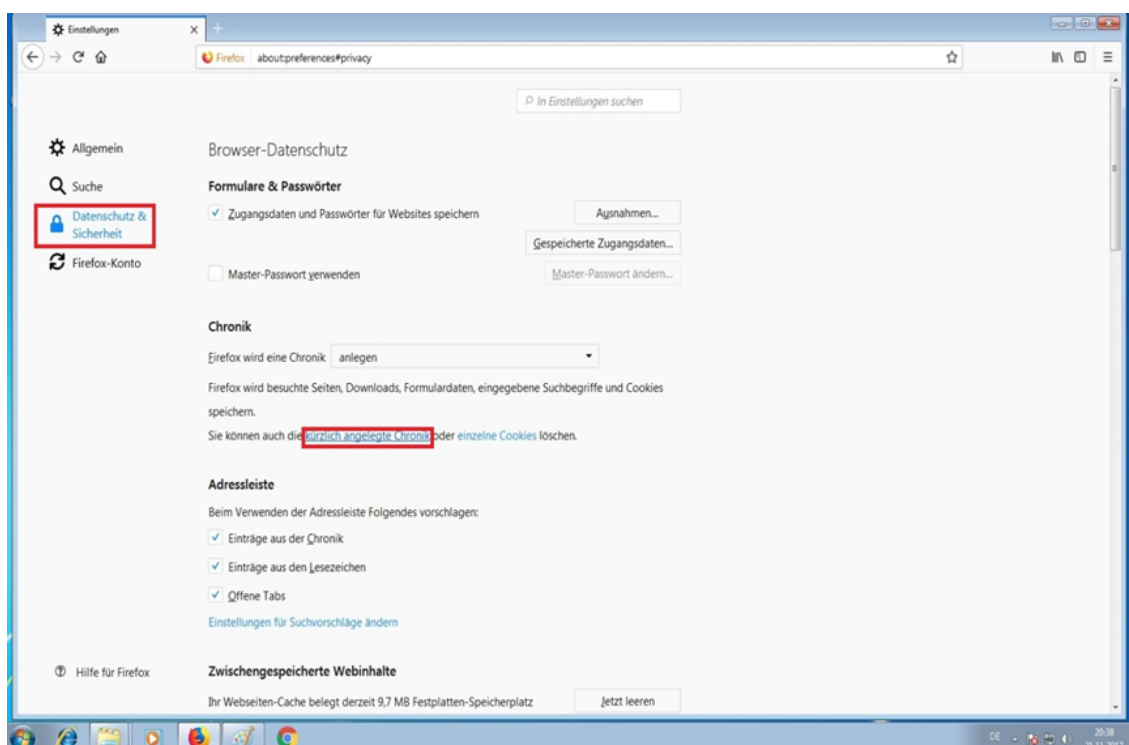 Einstellungen
Firefox about:preferences#privacy
In Einstellungen suchen
Allgemein
Suche
Datenschutz &
Sicherheit
Firefox-Konto
Browser-Datenschutz
Formulare & Passwörter
Zugangsdaten und Passwörter für Websites speichern
Ausnahmen...
Gespeicherte Zugangsdaten...
Master-Passwort verwenden
Master-Passwort ändern...
Chronik
Firefox wird eine Chronik anlegen
Firefox wird besuchte Seiten, Downloads, Formulardaten, eingegebene Suchbegriffe und Cookies
speichern.
Sie können auch die kürzlich angelegte Chronik oder einzelne Cookies löschen.
Adressleiste
Beim Verwenden der Adressleiste Folgendes vorschlagen:
Einträge aus der Chronik
Einträge aus den Lesezeichen
Offene Tabs
Einstellungen für Suchvorschläge ändern
Hilfe für Firefox
Zwischengespeicherte Webinhalte
Ihr Webseiten-Cache belegt derzeit 9,7 MB Festplatten-Speicherplatz
Jetzt leeren
DE
20:38